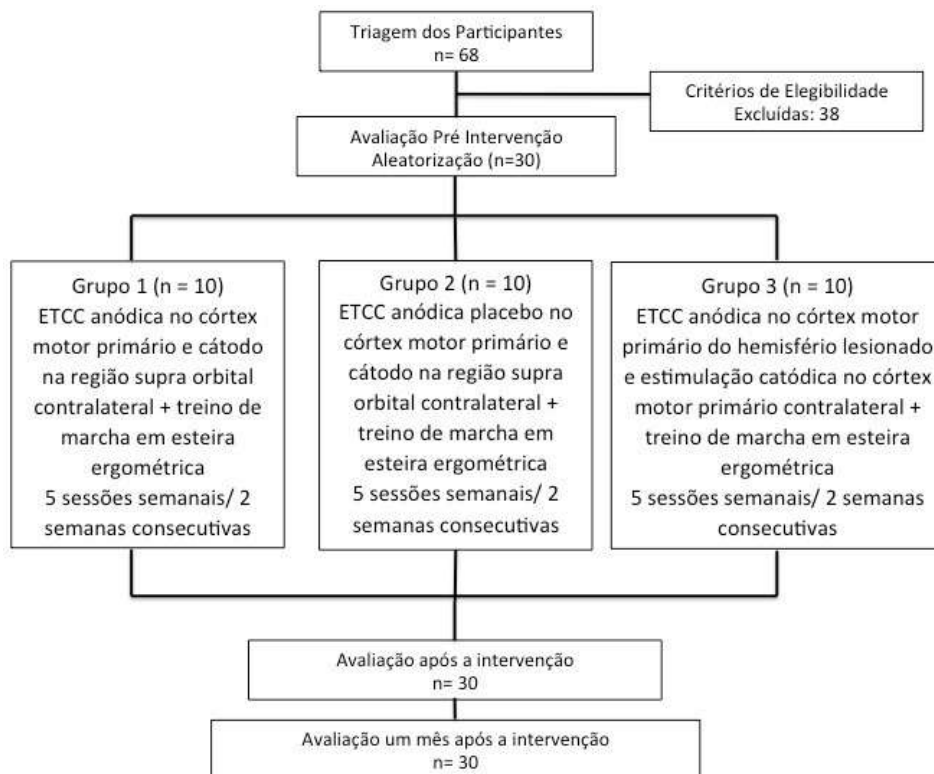 Triagem dos Participantes
n= 68
Critérios de Elegibilidade
Excluídas: 38
Avaliação Pré Intervenção
Aleatorização (n=30)
Grupo 1 (n = 10)
ETCC anódica no córtex
motor primário e cátodo
na região supra orbital
contralateral + treino de
marcha em esteira
ergométrica
5 sessões semanais/ 2
semanas consecutivas
Grupo 2 (n = 10)
ETCC anódica placebo no
córtex motor primário e
cátodo na região supra
orbital contralateral +
treino de marcha em
esteira ergométrica
5 sessões semanais/ 2
semanas consecutivas
Grupo 3 (n = 10)
ETCC anódica no córtex motor
primário do hemisfério lesionado
e estimulação catódica no córtex
motor primário contralateral +
treino de marcha em esteira
ergométrica
5 sessões semanais/ 2 semanas
consecutivas
Avaliação após a intervenção
n= 30
Avaliação um mês após a intervenção
n= 30